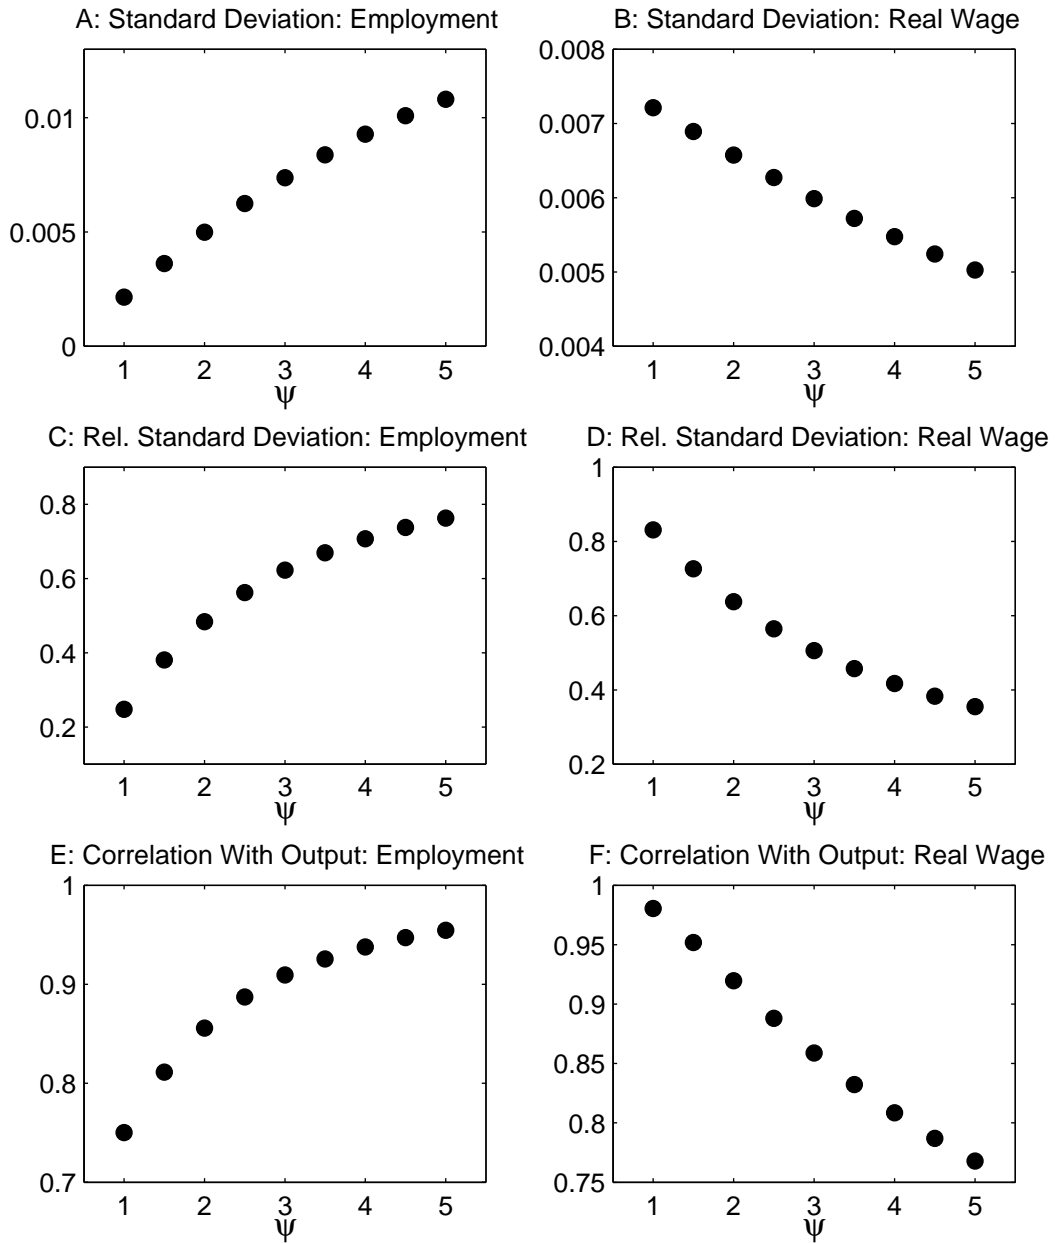 A: Standard Deviation: Employment
0.01
0.005
0
1 2 3 4 5
ψ
B: Standard Deviation: Real Wage
0.008
0.007
0.006
0.005
0.004
1 2 3 4 5
ψ
C: Rel. Standard Deviation: Employment
0.8
0.6
0.4
0.2
1 2 3 4 5
ψ
D: Rel. Standard Deviation: Real Wage
1
0.8
0.6
0.4
0.2
1 2 3 4 5
ψ
E: Correlation With Output: Employment
1
0.9
0.8
0.7
1 2 3 4 5
ψ
F: Correlation With Output: Real Wage
1
0.95
0.9
0.85
0.8
0.75
1 2 3 4 5
ψ